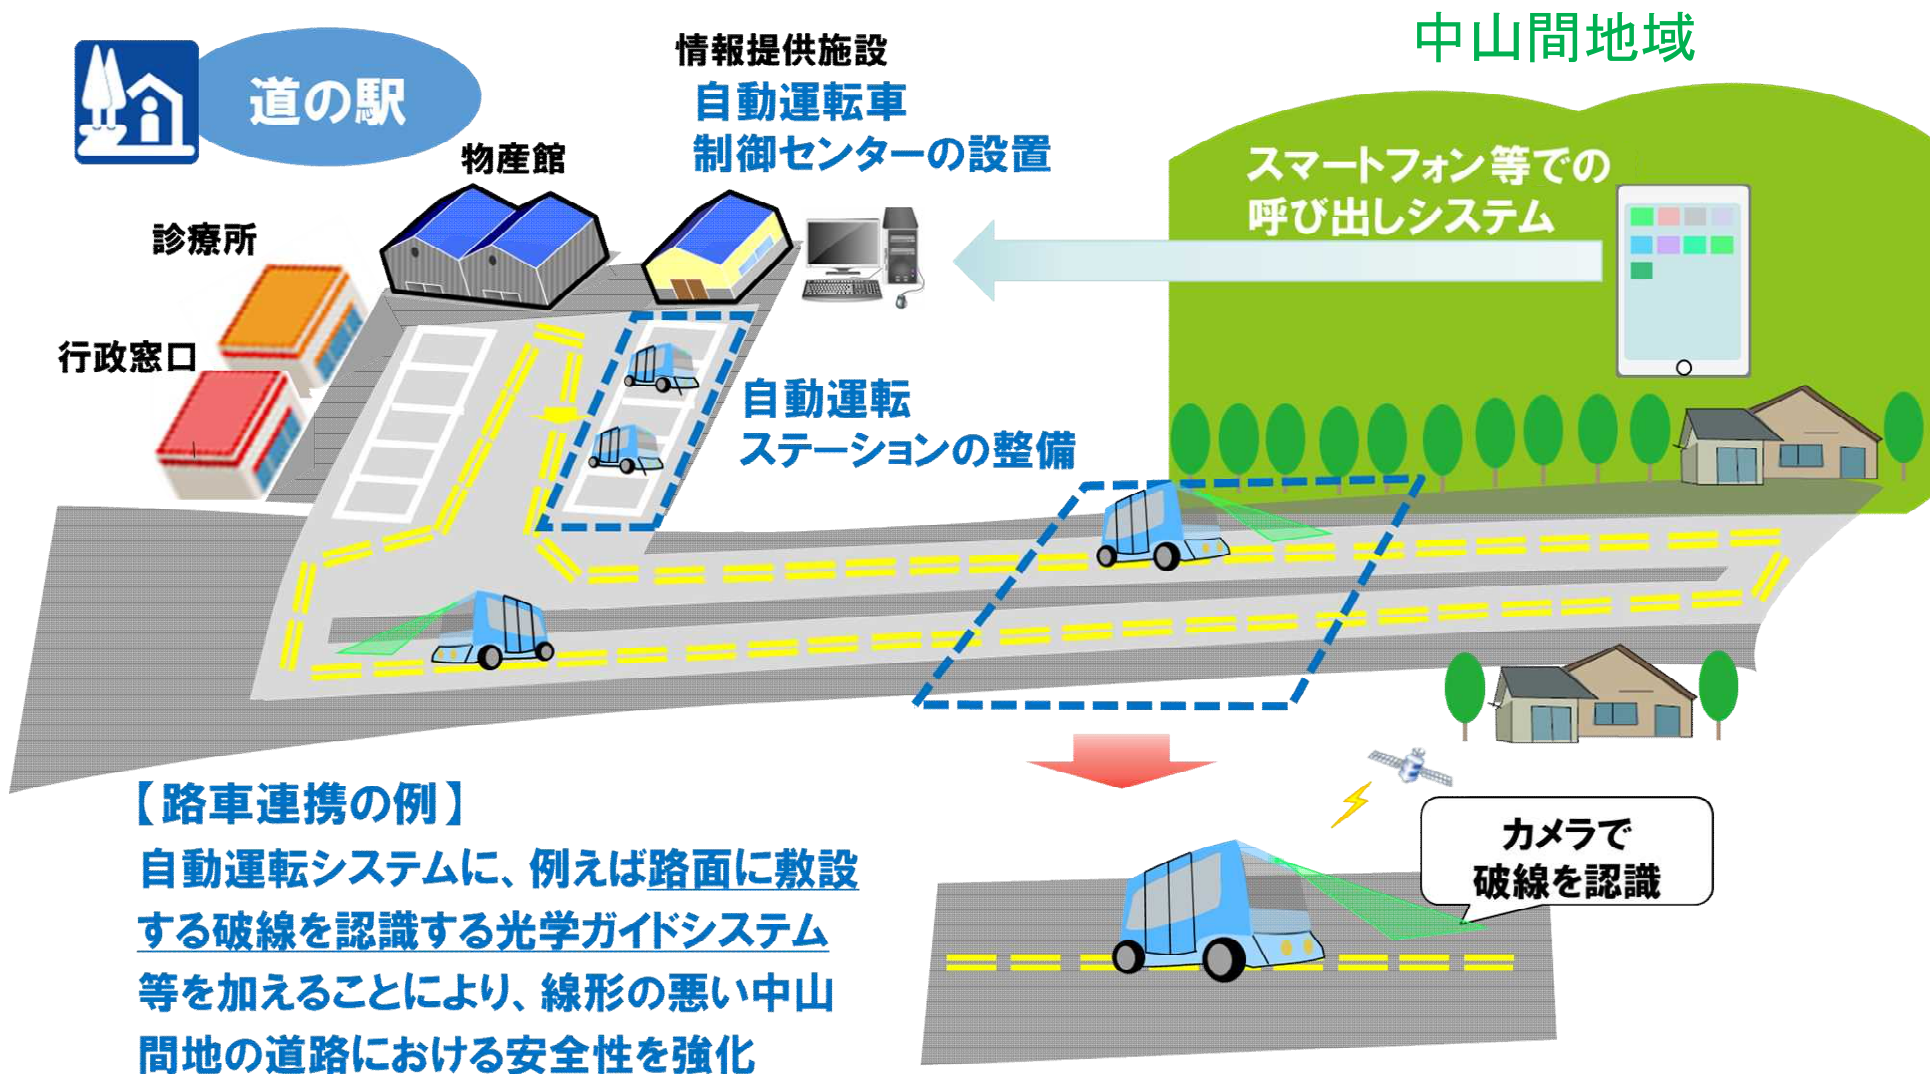 中山間地域
道の駅
情報提供施設
自動運転車
制御センターの設置
物産館
スマートフォン等での
呼び出しシステム
診療所
行政窓口
自動運転
ステーションの整備
【路車連携の例】
自動運転システムに、例えば路面に敷設
する破線を認識する光学ガイドシステム
等を加えることにより、線形の悪い中山
間地の道路における安全性を強化
カメラで
破線を認識